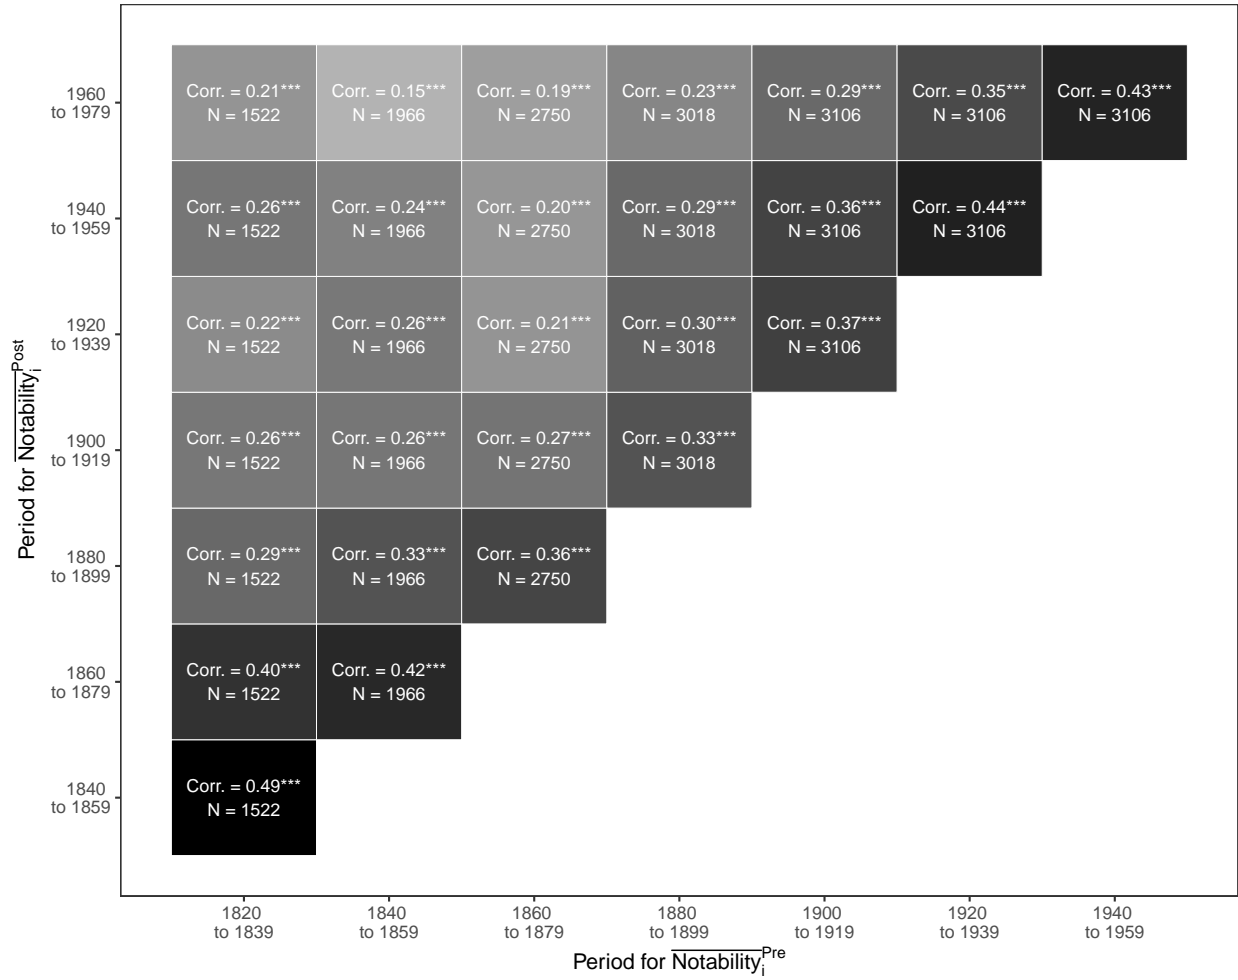 1960
to 1979
Corr. = 0.21***
N = 1522
Corr. = 0.15***
N = 1966
Corr. = 0.19***
N = 2750
Corr. = 0.23***
N = 3018
Corr. = 0.29***
N = 3106
Corr. = 0.35***
N = 3106
Corr. = 0.43***
N = 3106
1940
to 1959
Corr. = 0.26***
N = 1522
Corr. = 0.24***
N = 1966
Corr. = 0.20***
N = 2750
Corr. = 0.29***
N = 3018
Corr. = 0.36***
N = 3106
Corr. = 0.44***
N = 3106
1920
to 1939
Corr. = 0.22***
N = 1522
Corr. = 0.26***
N = 1966
Corr. = 0.21***
N = 2750
Corr. = 0.30***
N = 3018
Corr. = 0.37***
N = 3106
1900
to 1919
Corr. = 0.26***
N = 1522
Corr. = 0.26***
N = 1966
Corr. = 0.27***
N = 2750
Corr. = 0.33***
N = 3018
1880
to 1899
Corr. = 0.29***
N = 1522
Corr. = 0.33***
N = 1966
Corr. = 0.36***
N = 2750
1860
to 1879
Corr. = 0.40***
N = 1522
Corr. = 0.42***
N = 1966
1840
to 1859
Corr. = 0.49***
N = 1522
Period for Notability_i^Post
1820
to 1839
1840
to 1859
1860
to 1879
1880
to 1899
1900
to 1919
1920
to 1939
1940
to 1959
Period for Notability_i^Pre